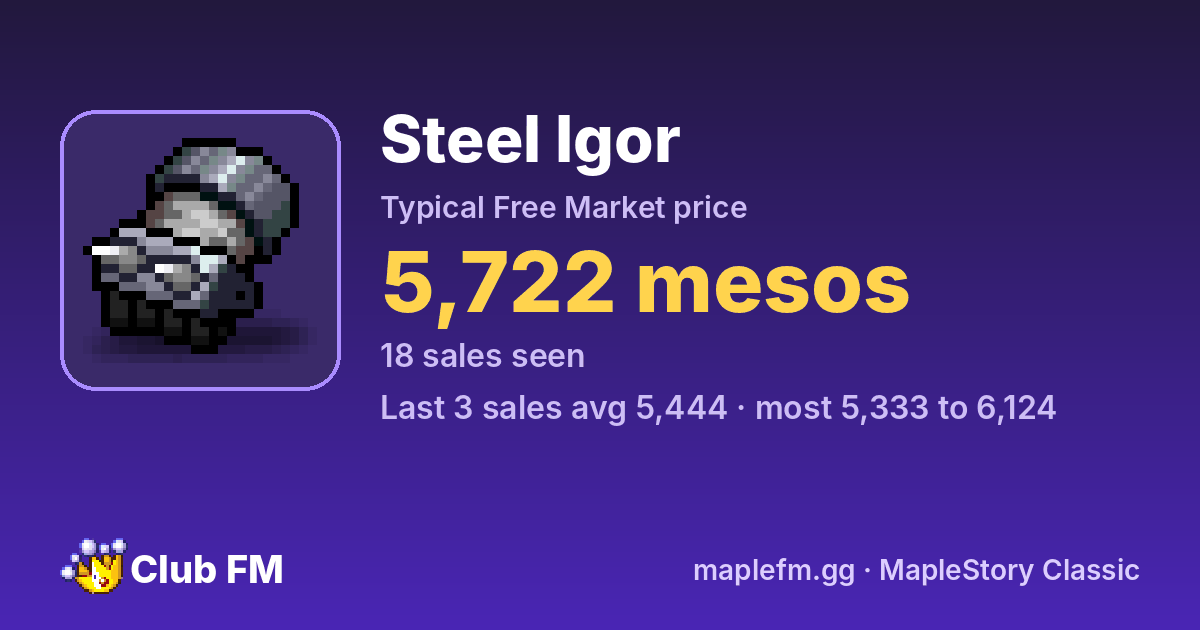 Steel Igor
Typical Free Market price
5,722 mesos
18 sales seen
Last 3 sales avg 5,444 · most 5,333 to 6,124
Club FM
maplefm.gg · MapleStory Classic